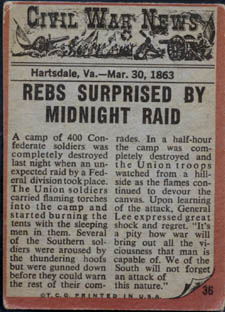 CIVIL WAR NEWS
Hartsdale, Va.—Mar. 30, 1863
REBS SURPRISED BY
MIDNIGHT RAID
A camp of 400 Con-
federate soldiers was
completely destroyed
last night when an un-
expected raid by a Fed-
eral division took place.
The Union soldiers
carried flaming torches
into the camp and
started burning the
tents with the sleeping
men in them. Several
of the Southern sol-
diers were aroused by
the thundering hoofs
but were gunned down
before they could warn
the rest of their com-
rades. In a half-hour
the camp was com-
pletely destroyed and
the Union troops
watched from a hill-
side as the flames con-
tinued to devour the
canvas. Upon learning
of the attack, General
Lee expressed great
shock and regret. "It's
a pity how war will
bring out all the vi-
ciousness that man is
capable of. We of the
South will not forget
an attack of
this nature."
©T.C.G. PRINTED IN U.S.A.
36